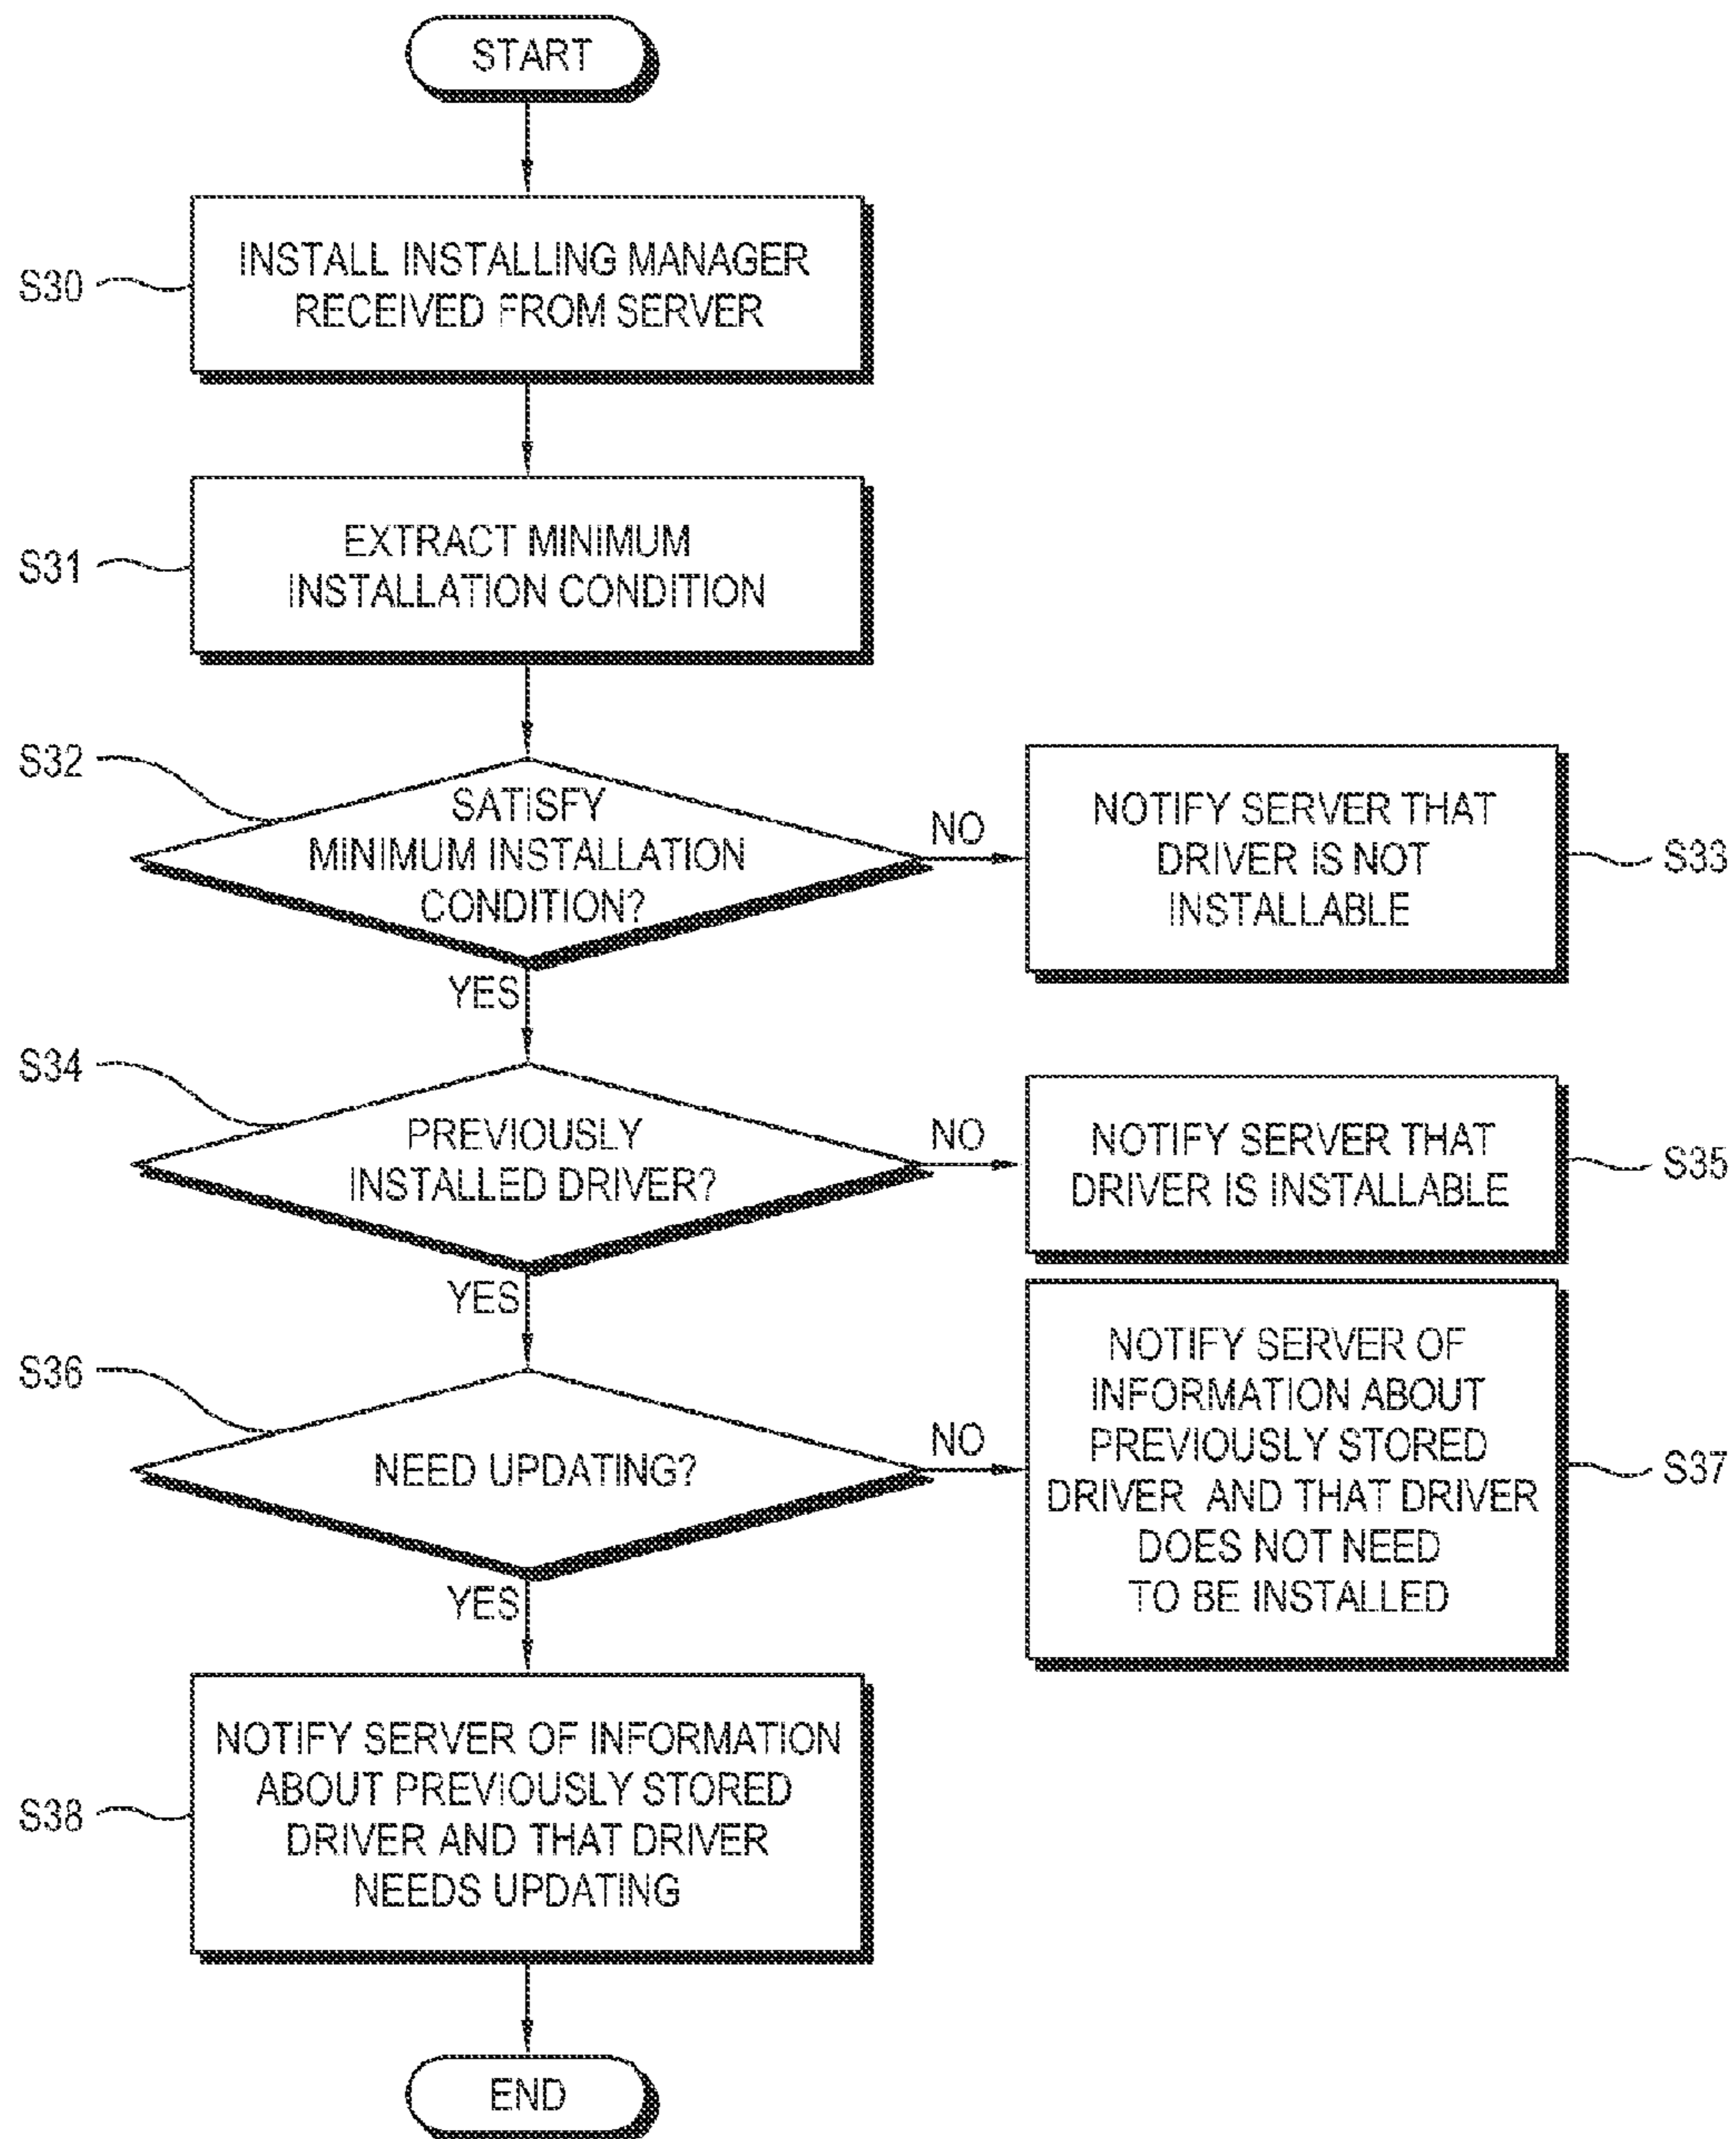 START
S30
INSTALL INSTALLING MANAGER
RECEIVED FROM SERVER
S31
EXTRACT MINIMUM
INSTALLATION CONDITION
S32
SATISFY
MINIMUM INSTALLATION
CONDITION?
NO
NOTIFY SERVER THAT
DRIVER IS NOT
INSTALLABLE
S33
YES
S34
PREVIOUSLY
INSTALLED DRIVER?
NO
NOTIFY SERVER THAT
DRIVER IS INSTALLABLE
S35
YES
S36
NEED UPDATING?
NO
NOTIFY SERVER OF
INFORMATION ABOUT
PREVIOUSLY STORED
DRIVER AND THAT DRIVER
DOES NOT NEED
TO BE INSTALLED
S37
YES
S38
NOTIFY SERVER OF INFORMATION
ABOUT PREVIOUSLY STORED
DRIVER AND THAT DRIVER
NEEDS UPDATING
END